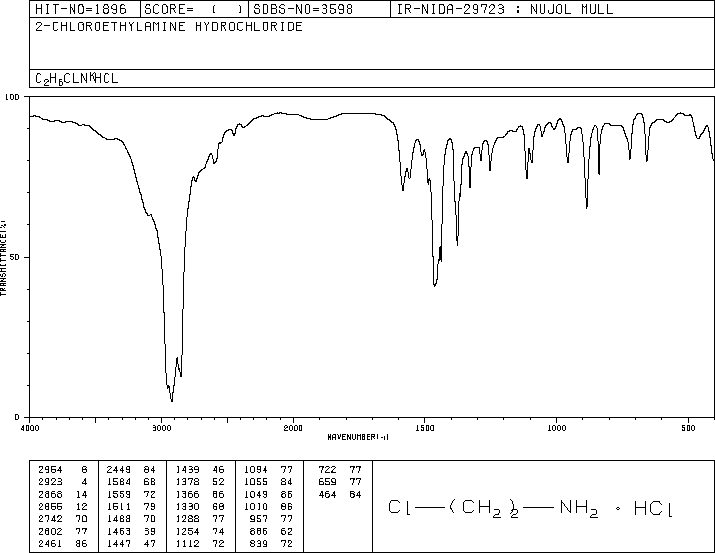 HIT-NO=1896 SCORE= ( ) SDBS-NO=3598 IR-NIDA-29723 : NUJOL MULL
2-CHLOROETHYLAMINE HYDROCHLORIDE
C2H6CLN*HCL
100
50
0
TRANSMITTANCE(%)
4000 3000 2000 1500 1000 500
WAVENUMBER(-1)
2954 6 2449 84 1439 46 1094 77 722 77
2923 4 1584 68 1378 52 1055 84 659 77
2868 14 1559 72 1366 86 1049 86 464 84
2855 12 1511 79 1330 68 1010 86
2742 70 1488 70 1288 77 957 77
2602 77 1463 39 1254 74 886 62
2461 86 1447 47 1112 72 839 72
Cl—(CH2)2—NH2 · HCl